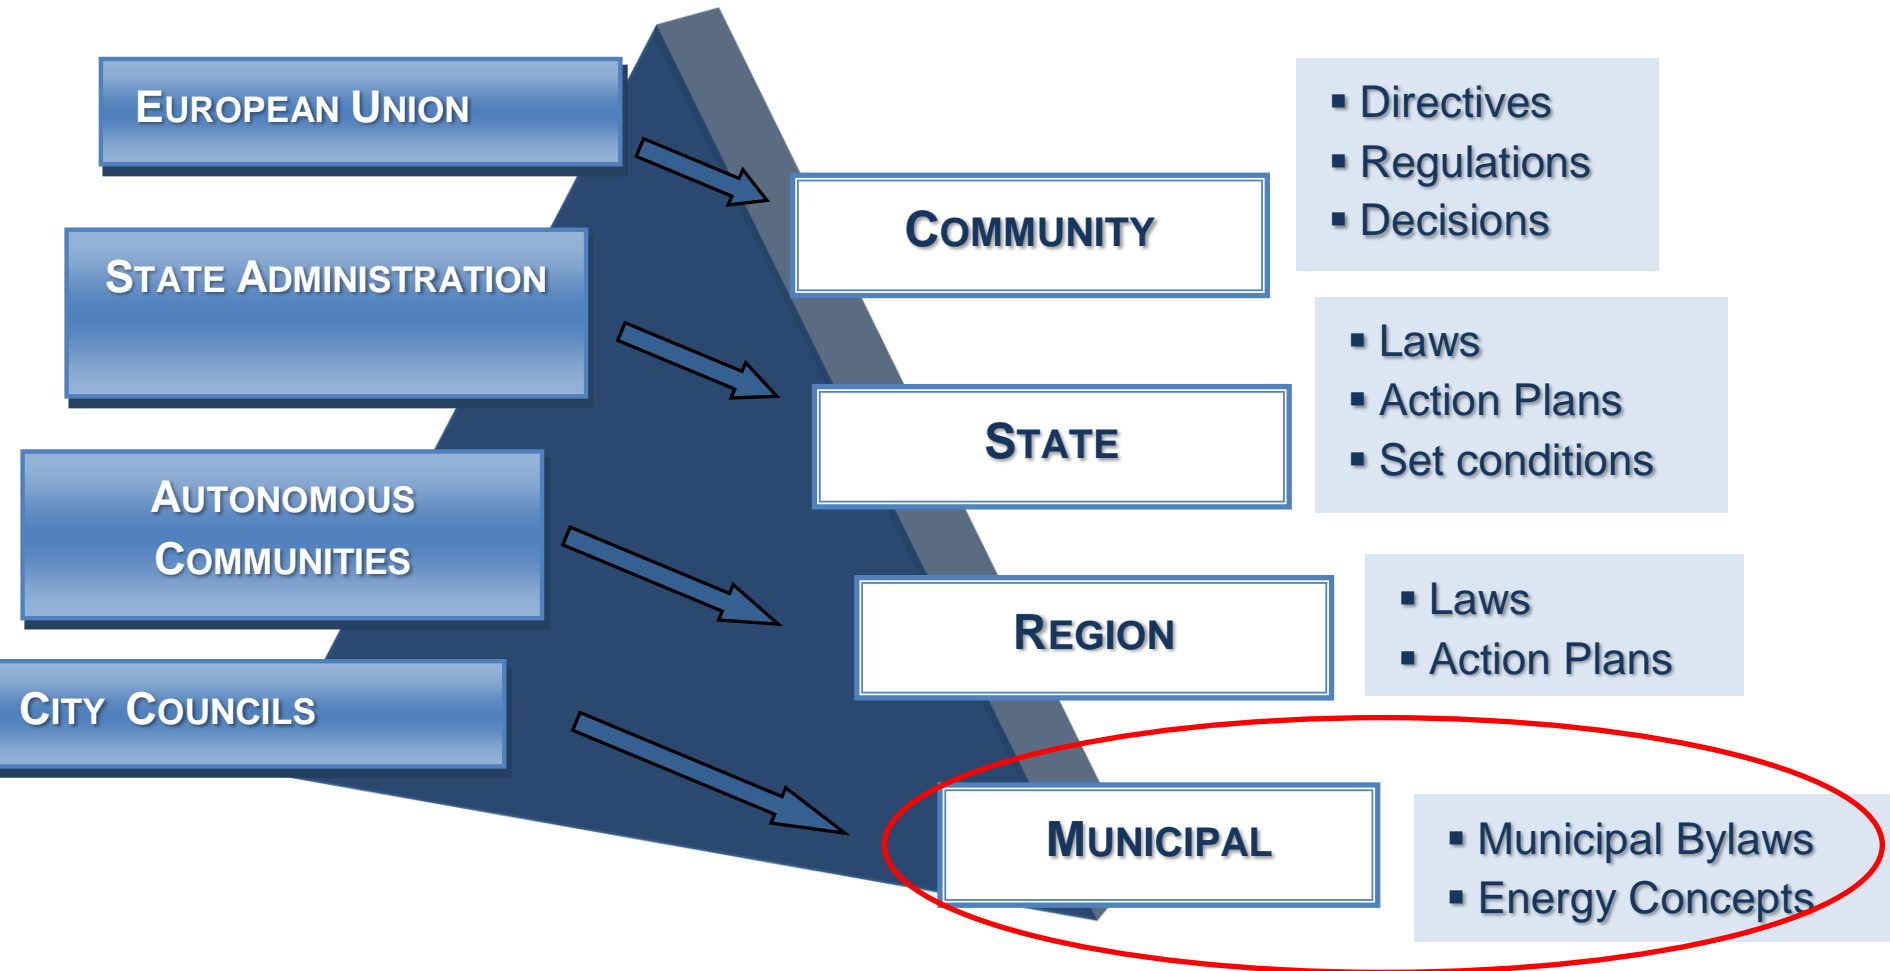 EUROPEAN UNION
COMMUNITY
▪ Directives
▪ Regulations
▪ Decisions
STATE ADMINISTRATION
STATE
▪ Laws
▪ Action Plans
▪ Set conditions
AUTONOMOUS
COMMUNITIES
REGION
▪ Laws
▪ Action Plans
CITY COUNCILS
MUNICIPAL
▪ Municipal Bylaws
▪ Energy Concepts